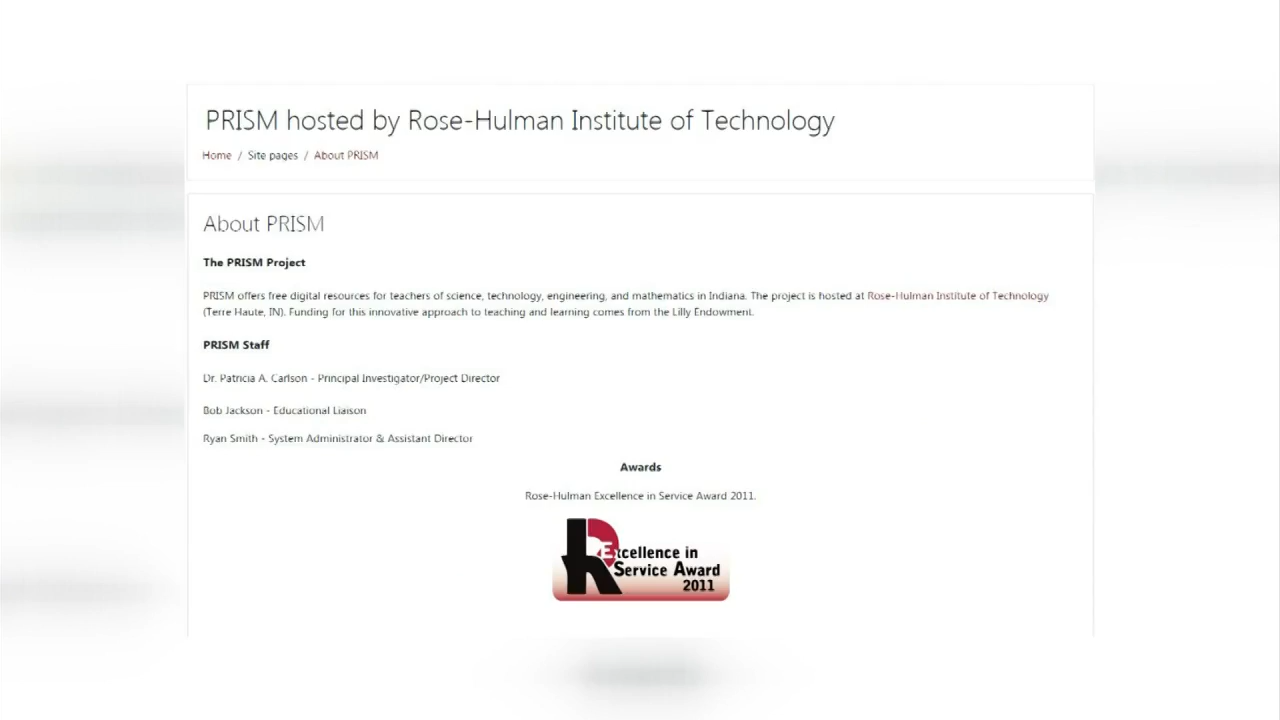 PRISM hosted by Rose-Hulman Institute of Technology
Home / Site pages / About PRISM
About PRISM
The PRISM Project
PRISM offers free digital resources for teachers of science, technology, engineering, and mathematics in Indiana. The project is hosted at Rose-Hulman Institute of Technology
(Terre Haute, IN). Funding for this innovative approach to teaching and learning comes from the Lilly Endowment.
PRISM Staff
Dr. Patricia A. Carlson - Principal Investigator/Project Director
Bob Jackson - Educational Liaison
Ryan Smith - System Administrator & Assistant Director
Awards
Rose-Hulman Excellence in Service Award 2011.
Excellence in
Service Award
2011